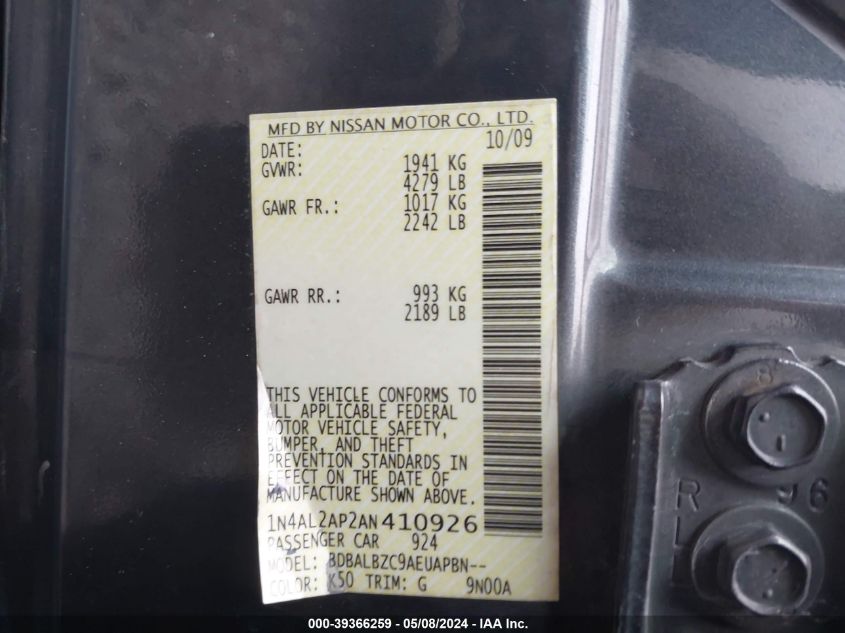 MFD BY NISSAN MOTOR CO., LTD.
DATE: 10/09
GVWR: 1941 KG
4279 LB
GAWR FR.: 1017 KG
2242 LB
GAWR RR.: 993 KG
2189 LB
THIS VEHICLE CONFORMS TO
ALL APPLICABLE FEDERAL
MOTOR VEHICLE SAFETY,
BUMPER, AND THEFT
PREVENTION STANDARDS IN
EFFECT ON THE DATE OF
MANUFACTURE SHOWN ABOVE.
1N4AL2AP2AN410926
PASSENGER CAR 924
MODEL: BDBALBZC9AEUAPBN--
COLOR: K50 TRIM: G 9N00A
8
R 96
000-39366259 - 05/08/2024 - IAA Inc.